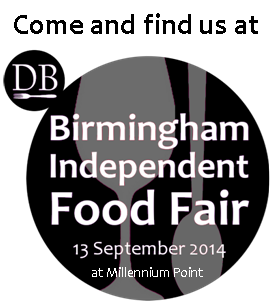 Come and find us at
DB
Birmingham
Independent
Food Fair
13 September 2014
at Millennium Point